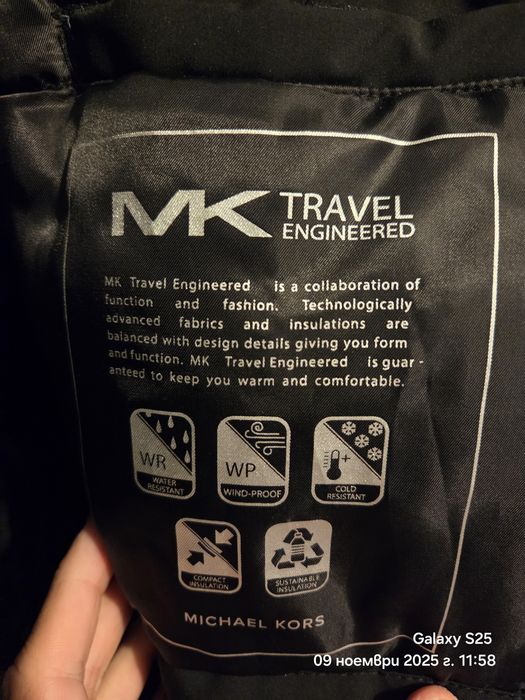 MK TRAVEL
ENGINEERED
MK Travel Engineered is a collaboration of
function and fashion. Technologically
advanced fabrics and insulations are
balanced with design details giving you form
and function. MK Travel Engineered is guar-
anteed to keep you warm and comfortable.
WR
WATER
RESISTANT
WP
WIND-PROOF
+
COLD
RESISTANT
COMPACT
INSULATION
SUSTAINABLE
INSULATION
MICHAEL KORS
Galaxy S25
09 ноември 2025 г. 11:58